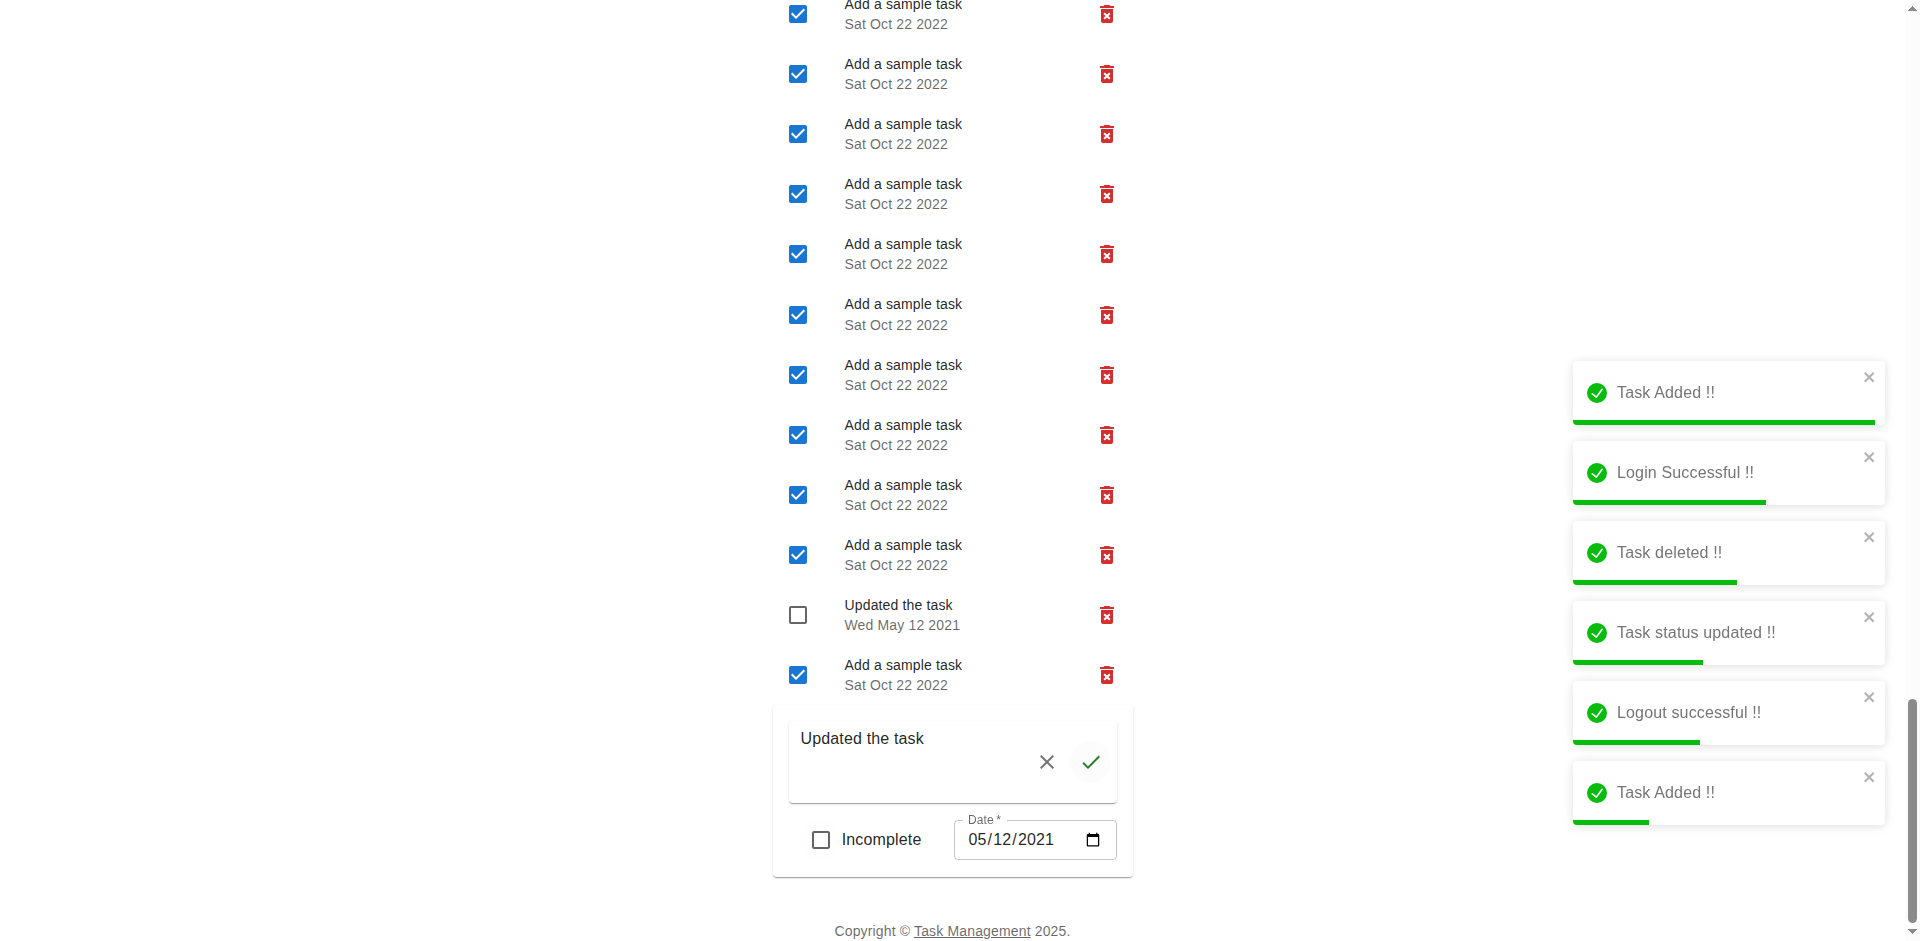 Add a sample task
Sat Oct 22 2022
Add a sample task
Sat Oct 22 2022
Add a sample task
Sat Oct 22 2022
Add a sample task
Sat Oct 22 2022
Add a sample task
Sat Oct 22 2022
Add a sample task
Sat Oct 22 2022
Add a sample task
Sat Oct 22 2022
Add a sample task
Sat Oct 22 2022
Add a sample task
Sat Oct 22 2022
Add a sample task
Sat Oct 22 2022
Updated the task
Wed May 12 2021
Add a sample task
Sat Oct 22 2022
Updated the task
Incomplete
Date *
05/12/2021
Copyright © Task Management 2025.
Task Added !!
Login Successful !!
Task deleted !!
Task status updated !!
Logout successful !!
Task Added !!